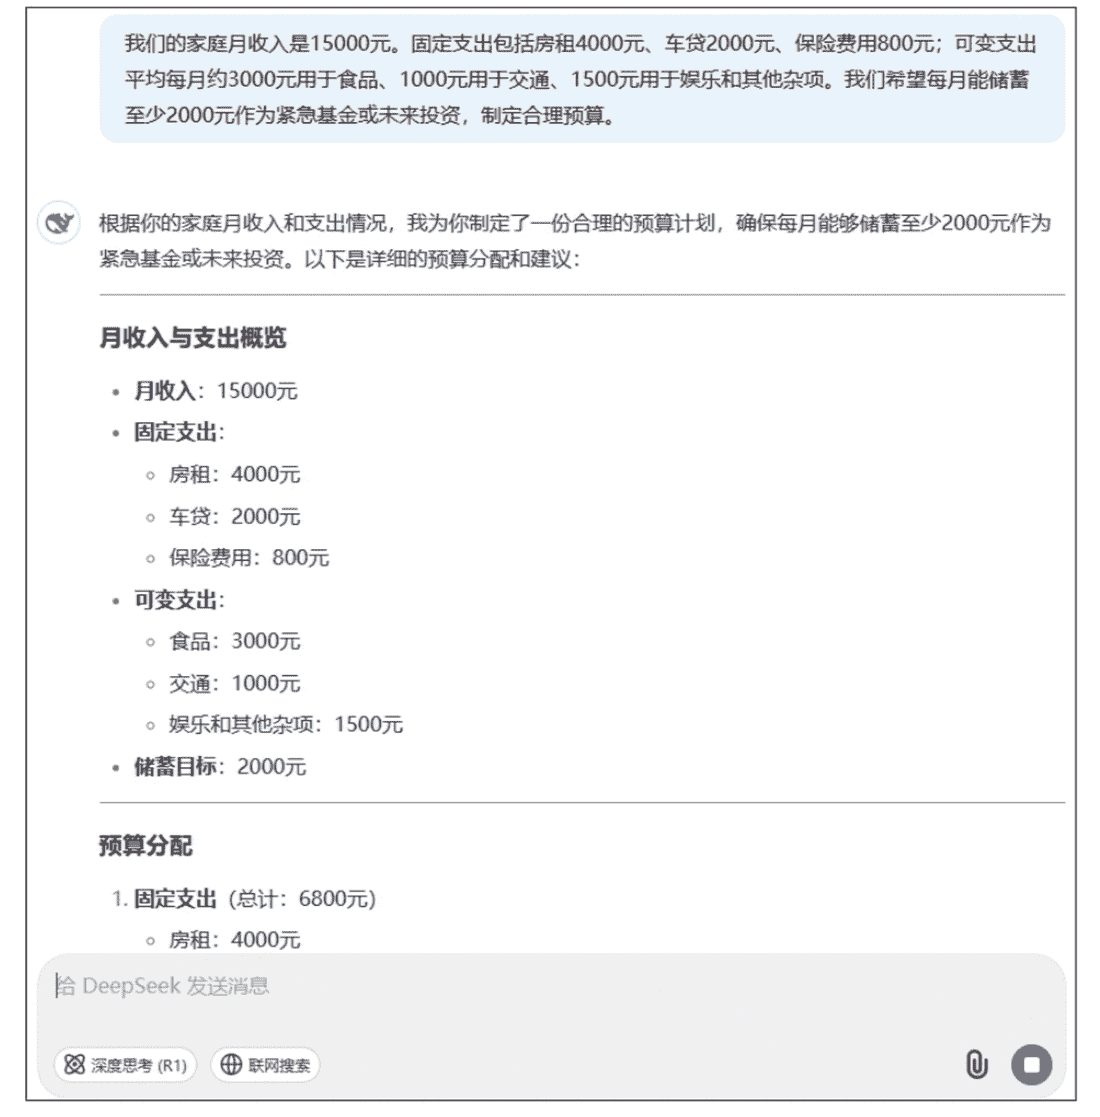 我们的家庭月收入是15000元。固定支出包括房租4000元、车贷2000元、保险费用800元；可变支出
平均每月约3000元用于食品、1000元用于交通、1500元用于娱乐和其他杂项。我们希望每月能储蓄
至少2000元作为紧急基金或未来投资，制定合理预算。
根据你的家庭月收入和支出情况，我为你制定了一份合理的预算计划，确保每月能够储蓄至少2000元作为
紧急基金或未来投资。以下是详细的预算分配和建议：
月收入与支出概览
• 月收入：15000元
• 固定支出：
○ 房租：4000元
○ 车贷：2000元
○ 保险费用：800元
• 可变支出：
○ 食品：3000元
○ 交通：1000元
○ 娱乐和其他杂项：1500元
• 储蓄目标：2000元
预算分配
1. 固定支出（总计：6800元）
○ 房租：4000元
给 DeepSeek 发送消息
深度思考 (R1) 联网搜索